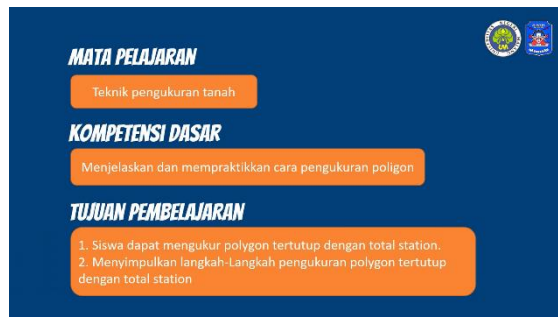 MATA PELAJARAN
Teknik pengukuran tanah
KOMPETENSI DASAR
Menjelaskan dan mempraktikkan cara pengukuran poligon
TUJUAN PEMBELAJARAN
1. Siswa dapat mengukur polygon tertutup dengan total station.
2. Menyimpulkan langkah-Langkah pengukuran polygon tertutup
dengan total station